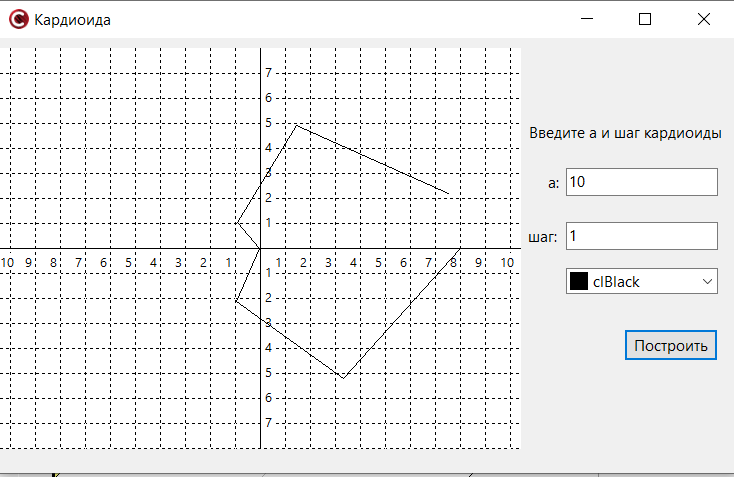 Кардиоида
7
6
5
4
3
2
1
10 9 8 7 6 5 4 3 2 1 1 2 3 4 5 6 7 8 9 10
1
2
3
4
5
6
7
Введите a и шаг кардиоиды
a: 10
шаг: 1
clBlack
Построить